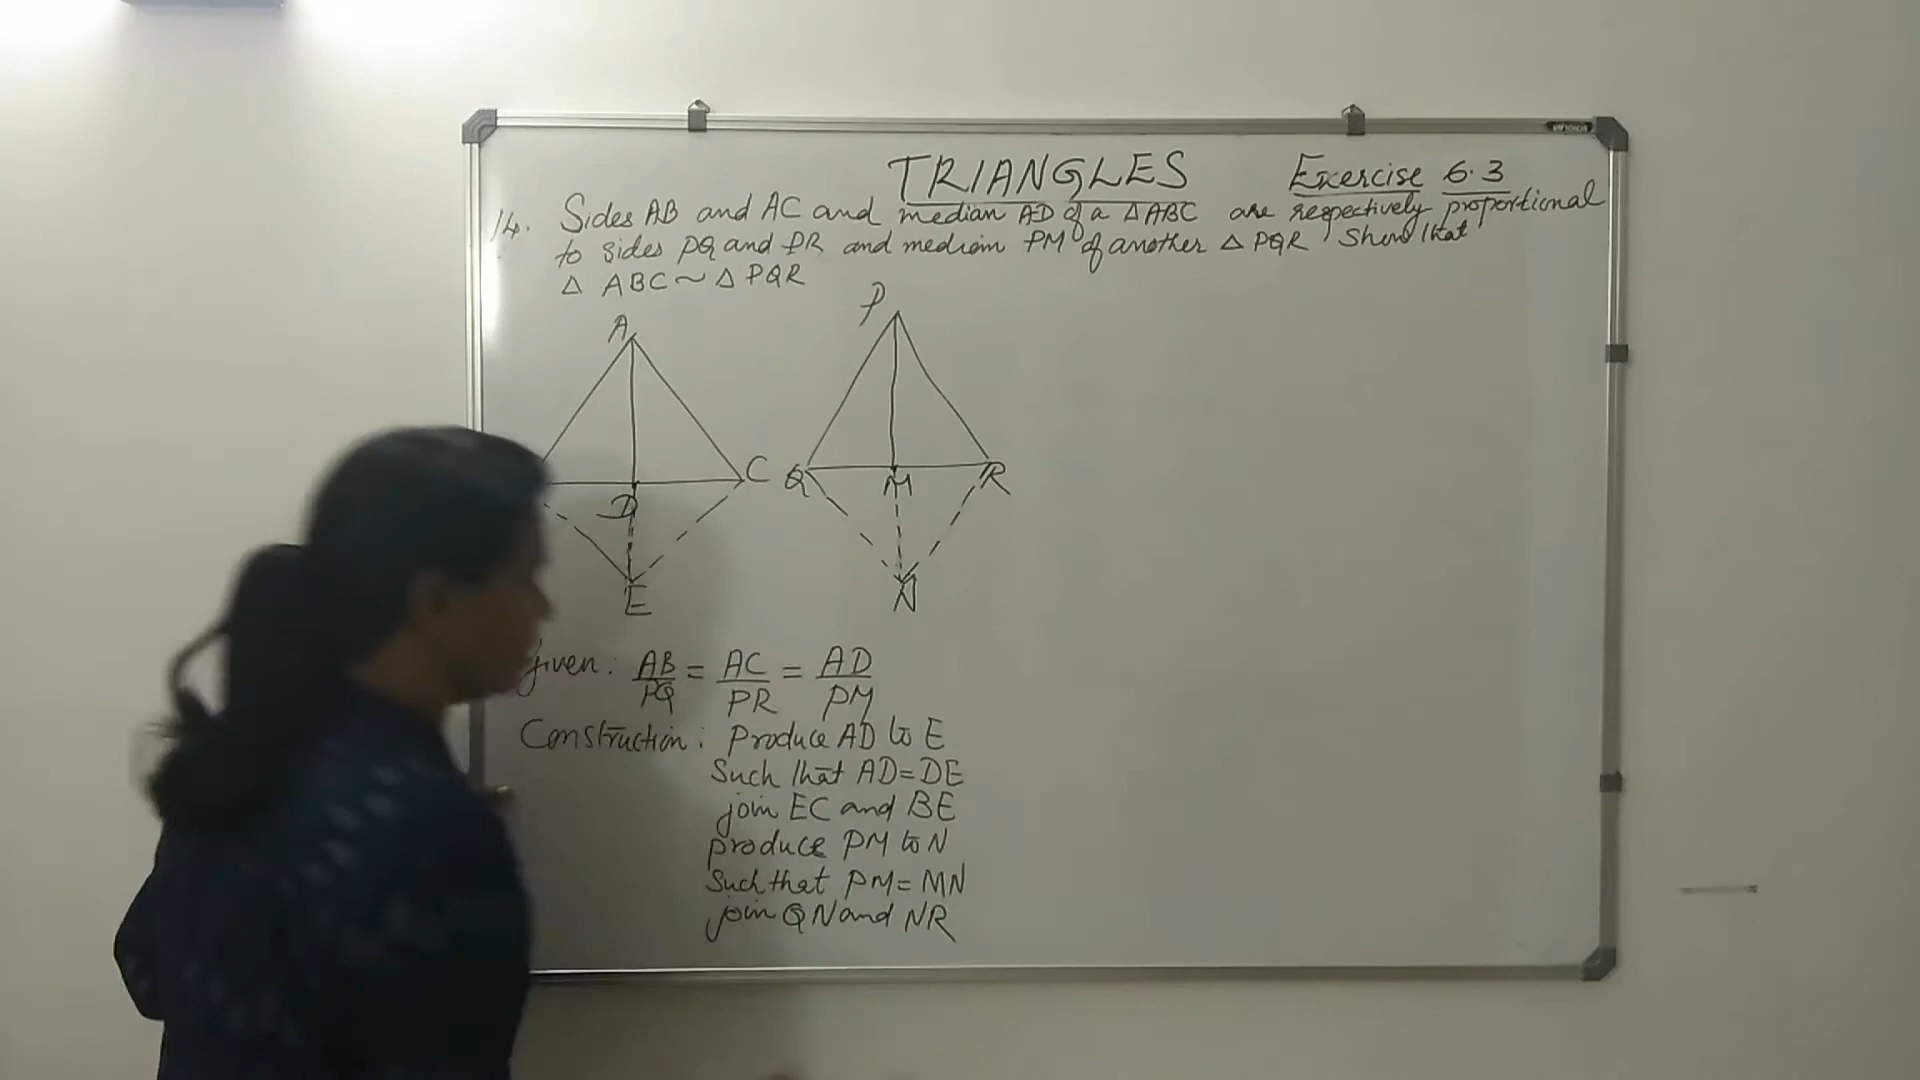 TRIANGLES Exercise 6.3
14. Sides AB and AC and median AD of a △ABC are respectively proportional
to sides PQ and PR and median PM of another △ PQR Show that
△ ABC ~ △ PQR
A
P
C
Q
M
R
D
E
N
Given: AB/PQ = AC/PR = AD/PM
Construction: Produce AD to E
Such that AD=DE
join EC and BE
produce PM to N
Such that PM=MN
join QN and NR